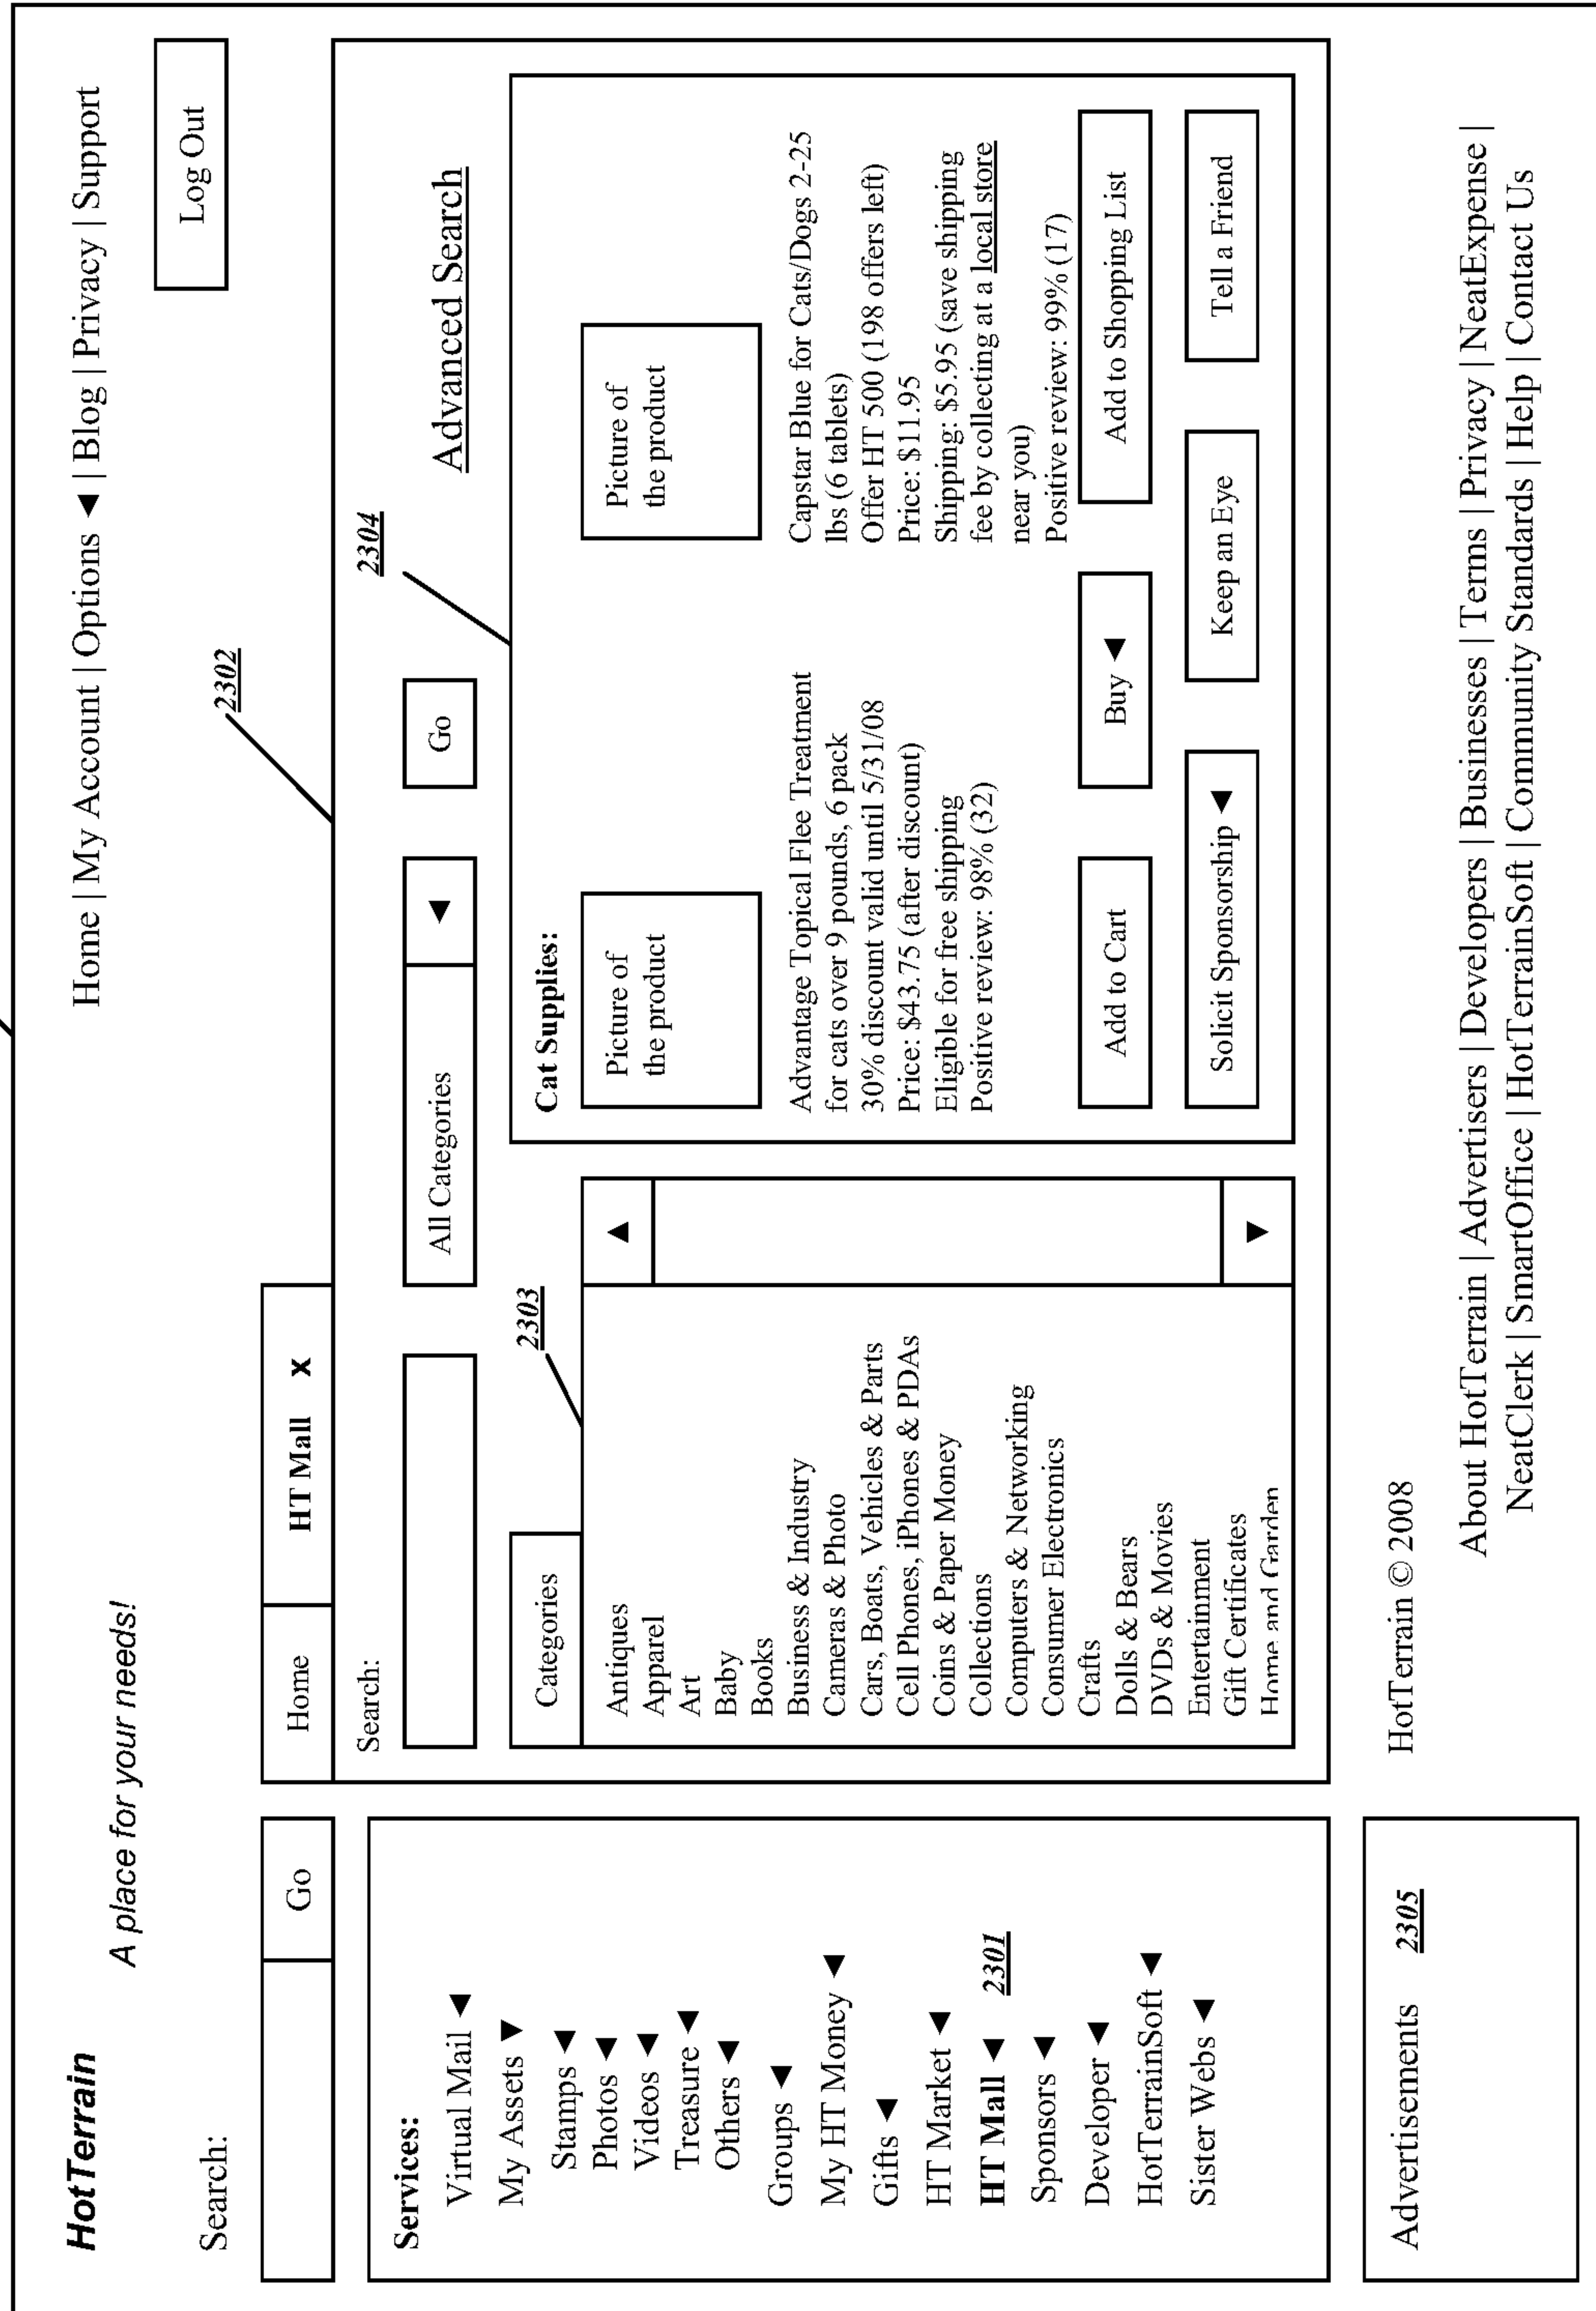 HotTerrain
A place for your needs!
Home | My Account | Options ◀ | Blog | Privacy | Support
Log Out
Search:
Go
Services:
Virtual Mail ◀
My Assets ▼
Stamps ◀
Photos ◀
Videos ◀
Treasure ◀
Others ◀
Groups ◀
My HT Money ◀
Gifts ◀
HT Market ◀
HT Mall ◀ 2301
Sponsors ◀
Developer ◀
HotTerrainSoft ◀
Sister Webs ◀
Advertisements 2305
Home
HT Mall X
2302
Search:
All Categories ◀
Go
Advanced Search
2303
2304
Categories
Antiques
Apparel
Art
Baby
Books
Business & Industry
Cameras & Photo
Cars, Boats, Vehicles & Parts
Cell Phones, iPhones & PDAs
Coins & Paper Money
Collections
Computers & Networking
Consumer Electronics
Crafts
Dolls & Bears
DVDs & Movies
Entertainment
Gift Certificates
Home and Garden
▲
▼
Cat Supplies:
Picture of
the product
Advantage Topical Flee Treatment
for cats over 9 pounds, 6 pack
30% discount valid until 5/31/08
Price: $43.75 (after discount)
Eligible for free shipping
Positive review: 98% (32)
Picture of
the product
Capstar Blue for Cats/Dogs 2-25
lbs (6 tablets)
Offer HT 500 (198 offers left)
Price: $11.95
Shipping: $5.95 (save shipping
fee by collecting at a local store
near you)
Positive review: 99% (17)
Add to Cart
Buy ◀
Add to Shopping List
Solicit Sponsorship ◀
Keep an Eye
Tell a Friend
HotTerrain © 2008
About HotTerrain | Advertisers | Developers | Businesses | Terms | Privacy | NeatExpense |
NeatClerk | SmartOffice | HotTerrainSoft | Community Standards | Help | Contact Us